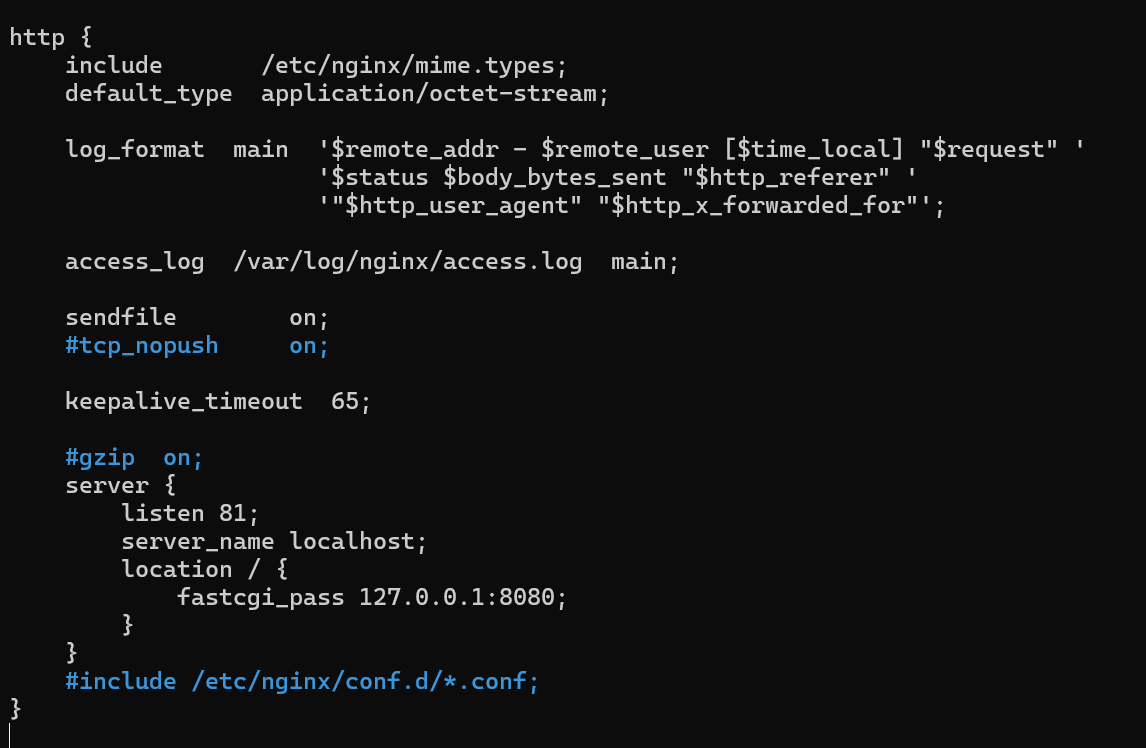 http {
    include       /etc/nginx/mime.types;
    default_type  application/octet-stream;

    log_format  main  '$remote_addr - $remote_user [$time_local] "$request" '
                      '$status $body_bytes_sent "$http_referer" '
                      '"$http_user_agent" "$http_x_forwarded_for"';

    access_log  /var/log/nginx/access.log  main;

    sendfile        on;
    #tcp_nopush     on;

    keepalive_timeout  65;

    #gzip  on;
    server {
        listen 81;
        server_name localhost;
        location / {
            fastcgi_pass 127.0.0.1:8080;
        }
    }
    #include /etc/nginx/conf.d/*.conf;
}